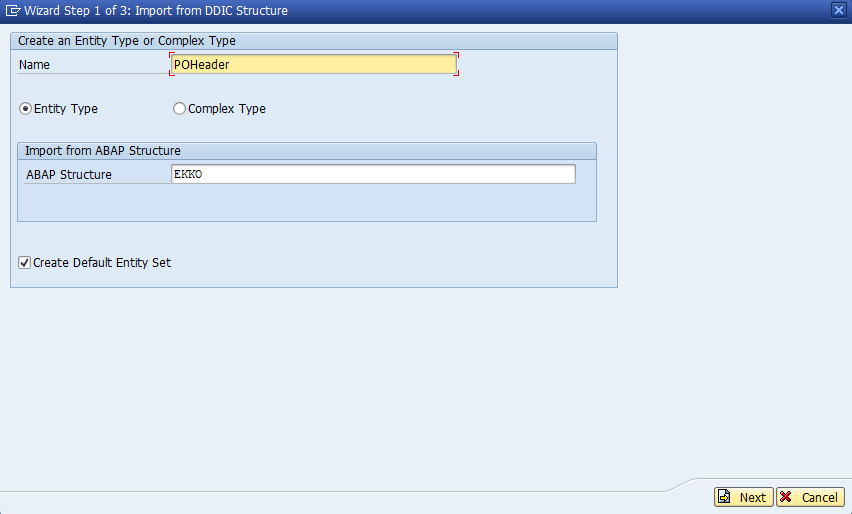 Wizard Step 1 of 3: Import from DDIC Structure
Create an Entity Type or Complex Type
Name POHeader
Entity Type Complex Type
Import from ABAP Structure
ABAP Structure EKKO
Create Default Entity Set
Next Cancel